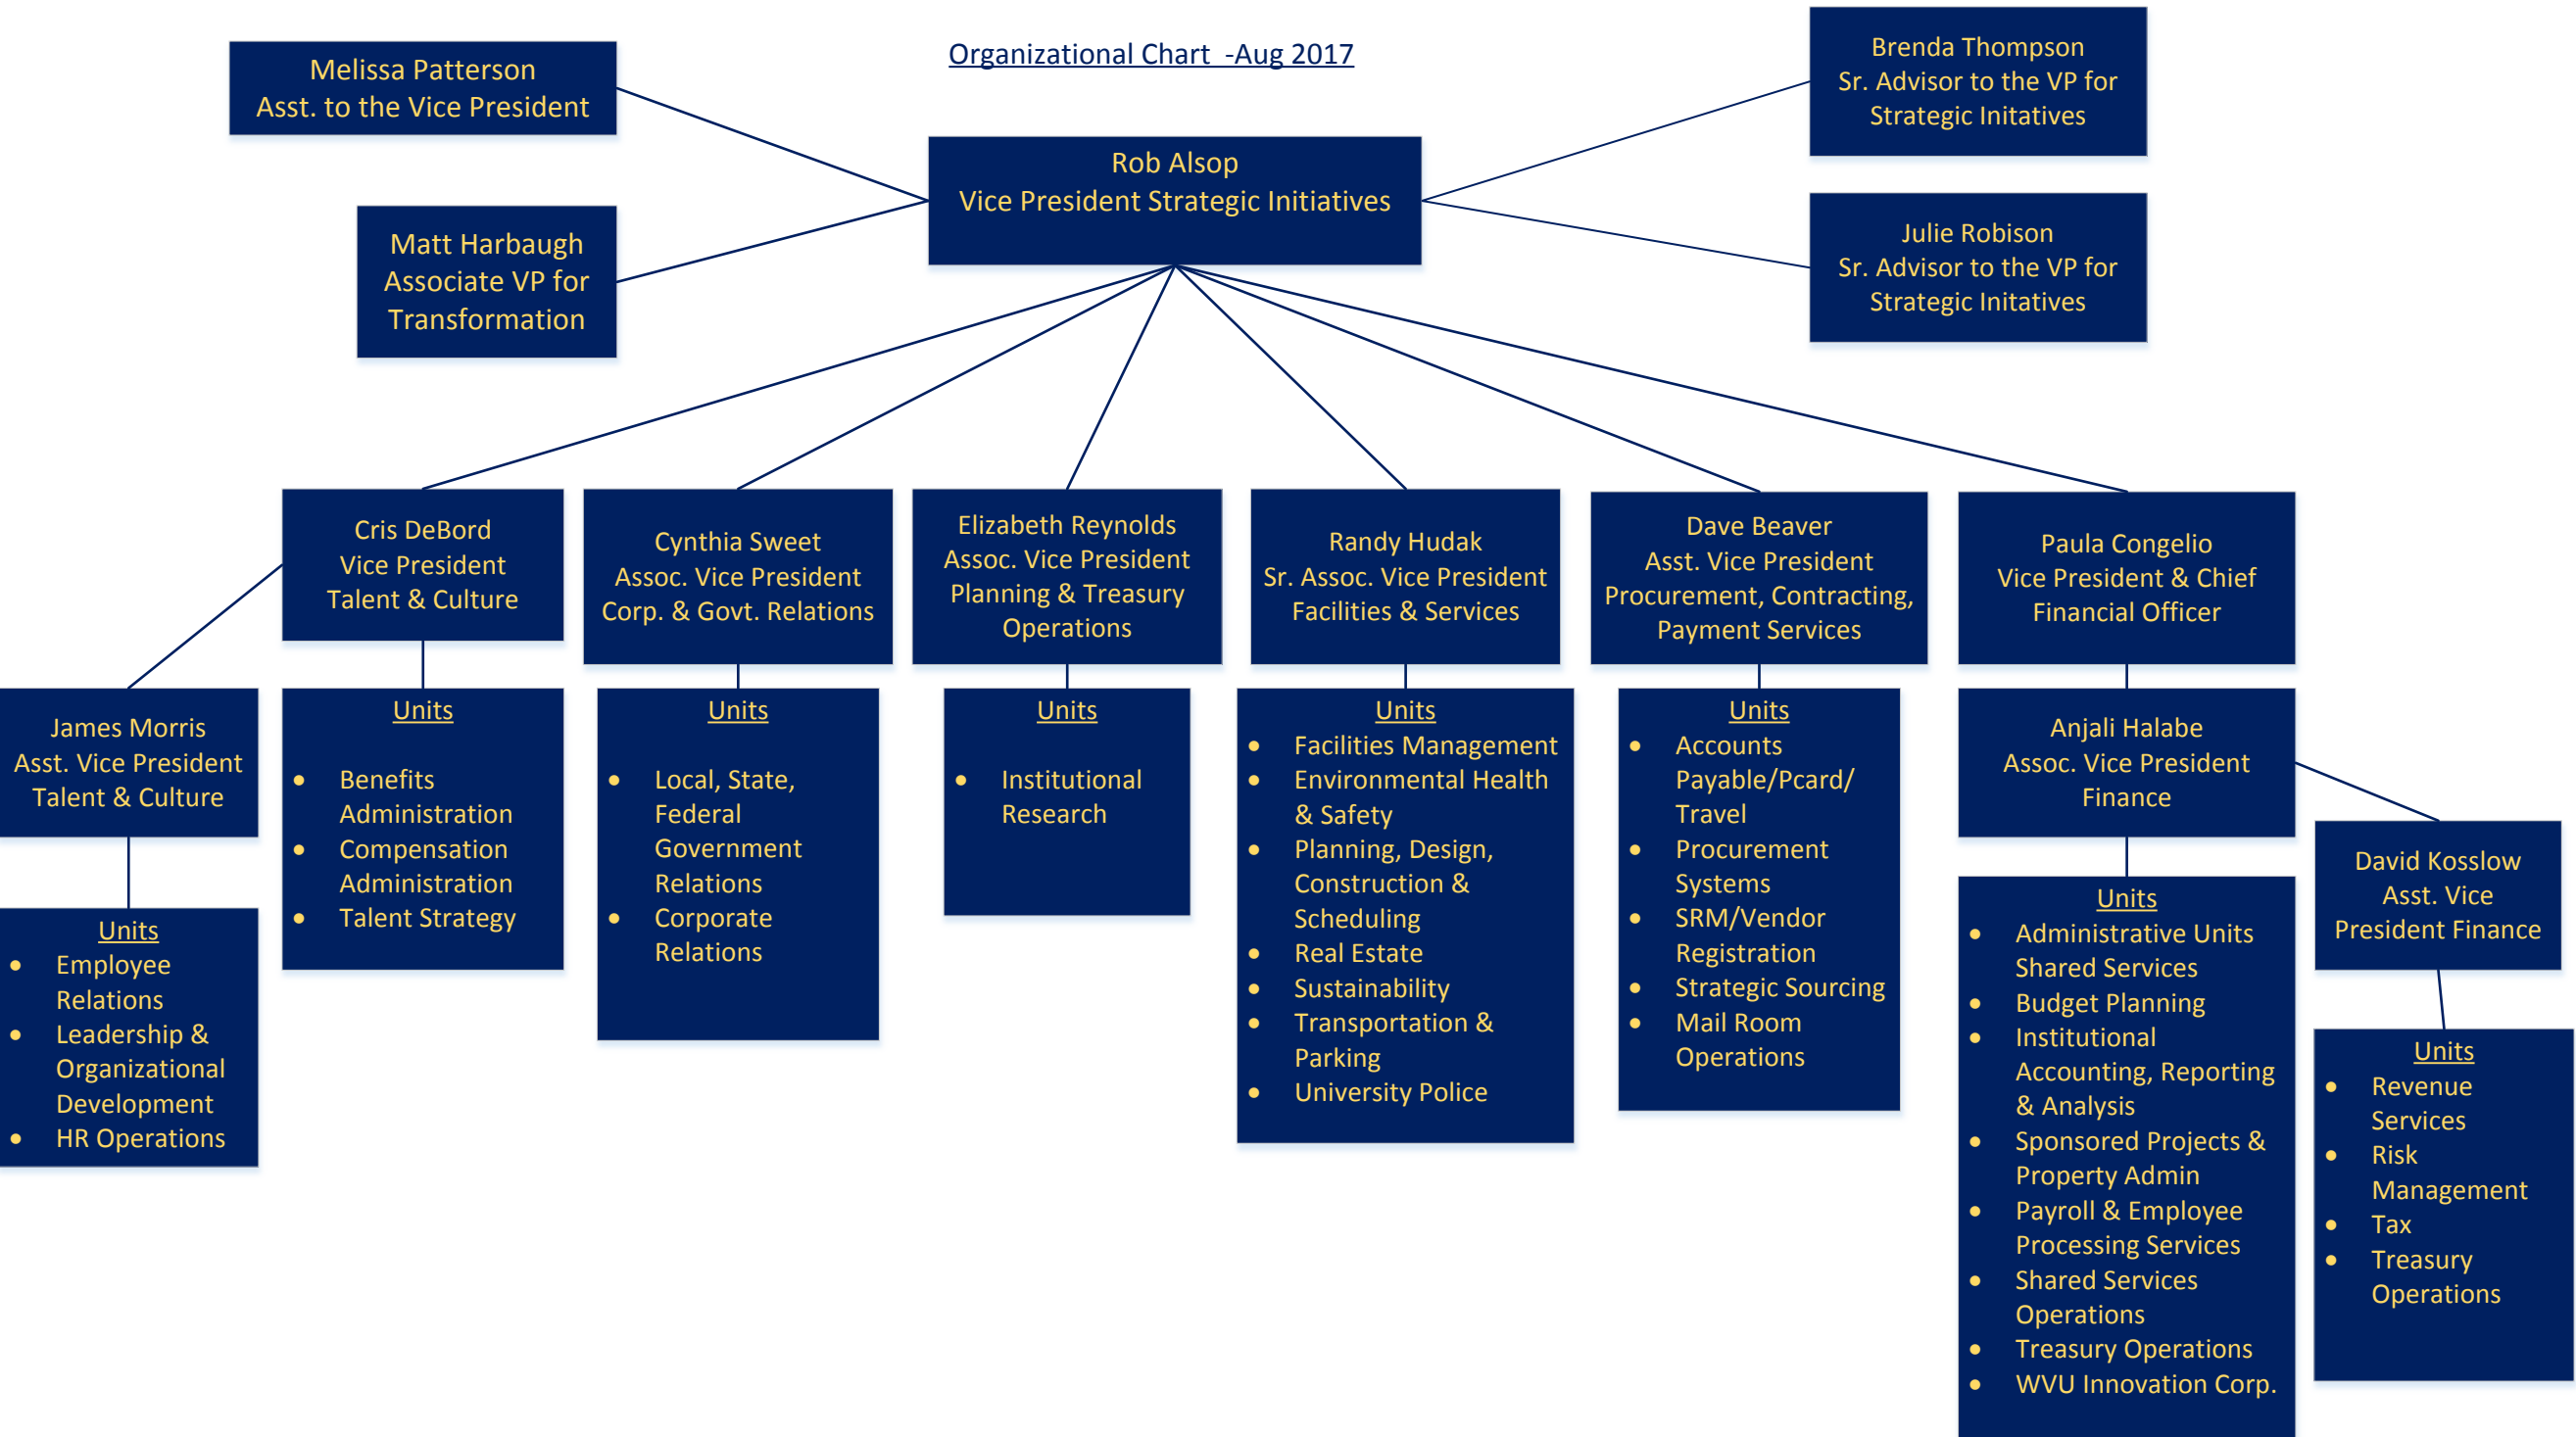 Organizational Chart -Aug 2017
Melissa Patterson
Asst. to the Vice President
Brenda Thompson
Sr. Advisor to the VP for
Strategic Initatives
Rob Alsop
Vice President Strategic Initiatives
Matt Harbaugh
Associate VP for
Transformation
Julie Robison
Sr. Advisor to the VP for
Strategic Initatives
Cris DeBord
Vice President
Talent & Culture
Cynthia Sweet
Assoc. Vice President
Corp. & Govt. Relations
Elizabeth Reynolds
Assoc. Vice President
Planning & Treasury
Operations
Randy Hudak
Sr. Assoc. Vice President
Facilities & Services
Dave Beaver
Asst. Vice President
Procurement, Contracting,
Payment Services
Paula Congelio
Vice President & Chief
Financial Officer
James Morris
Asst. Vice President
Talent & Culture
Units
• Employee
Relations
• Leadership &
Organizational
Development
• HR Operations
Units
• Benefits
Administration
• Compensation
Administration
• Talent Strategy
Units
• Local, State,
Federal
Government
Relations
• Corporate
Relations
Units
• Institutional
Research
Units
• Facilities Management
• Environmental Health
& Safety
• Planning, Design,
Construction &
Scheduling
• Real Estate
• Sustainability
• Transportation &
Parking
• University Police
Units
• Accounts
Payable/Pcard/
Travel
• Procurement
Systems
• SRM/Vendor
Registration
• Strategic Sourcing
• Mail Room
Operations
Anjali Halabe
Assoc. Vice President
Finance
Units
• Administrative Units
Shared Services
• Budget Planning
• Institutional
Accounting, Reporting
& Analysis
• Sponsored Projects &
Property Admin
• Payroll & Employee
Processing Services
• Shared Services
Operations
• Treasury Operations
• WVU Innovation Corp.
David Kosslow
Asst. Vice
President Finance
Units
• Revenue
Services
• Risk
Management
• Tax
• Treasury
Operations